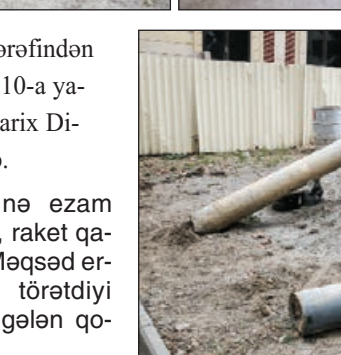 ərəfindən
10-a ya-
arix Di-
ə.
nə ezam
, raket qa-
Məqsəd er-
törətdiyi
gələn qo-